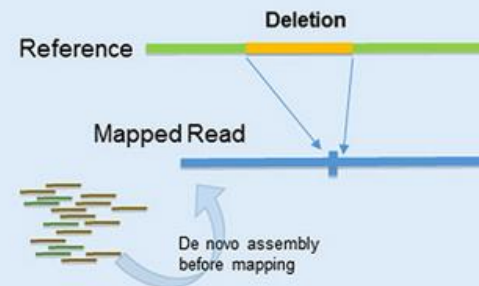 Deletion
Reference
Mapped Read
De novo assembly
before mapping